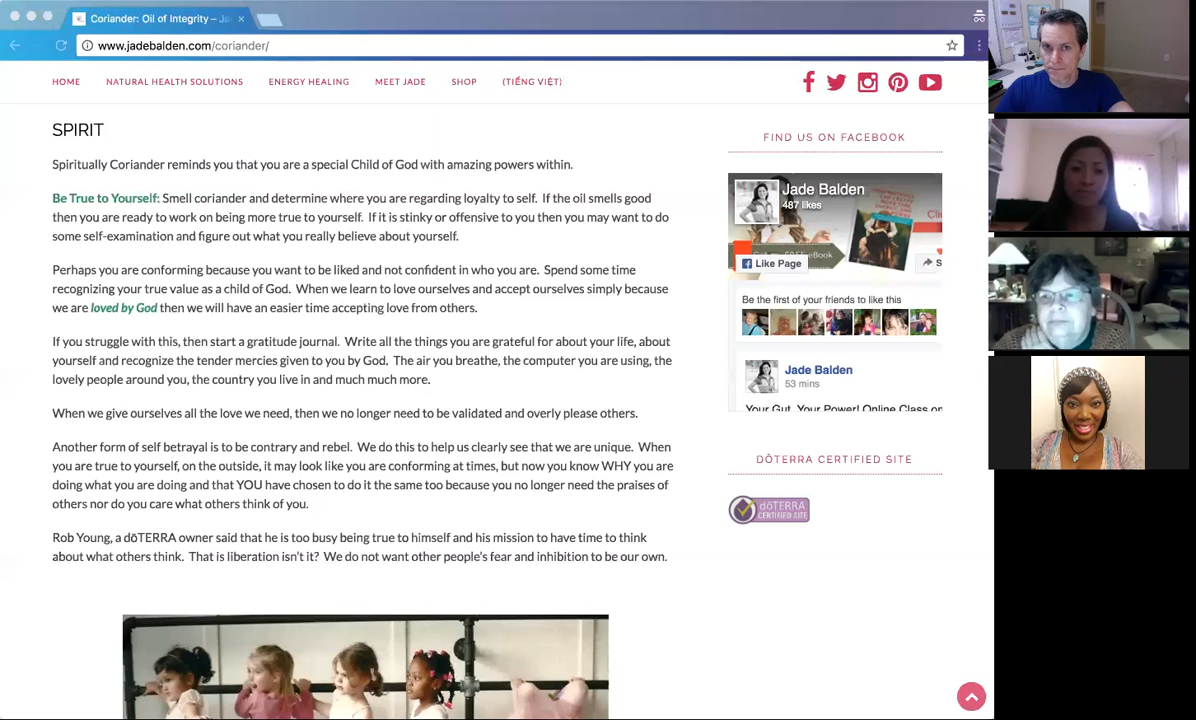 Coriander: Oil of Integrity – Ja
www.jadebalden.com/coriander/
HOME NATURAL HEALTH SOLUTIONS ENERGY HEALING MEET JADE SHOP (TIẾNG VIỆT)
SPIRIT
Spiritually Coriander reminds you that you are a special Child of God with amazing powers within.
Be True to Yourself: Smell coriander and determine where you are regarding loyalty to self. If the oil smells good
then you are ready to work on being more true to yourself. If it is stinky or offensive to you then you may want to do
some self-examination and figure out what you really believe about yourself.
Perhaps you are conforming because you want to be liked and not confident in who you are. Spend some time
recognizing your true value as a child of God. When we learn to love ourselves and accept ourselves simply because
we are loved by God then we will have an easier time accepting love from others.
If you struggle with this, then start a gratitude journal. Write all the things you are grateful for about your life, about
yourself and recognize the tender mercies given to you by God. The air you breathe, the computer you are using, the
lovely people around you, the country you live in and much much more.
When we give ourselves all the love we need, then we no longer need to be validated and overly please others.
Another form of self betrayal is to be contrary and rebel. We do this to help us clearly see that we are unique. When
you are true to yourself, on the outside, it may look like you are conforming at times, but now you know WHY you are
doing what you are doing and that YOU have chosen to do it the same too because you no longer need the praises of
others nor do you care what others think of you.
Rob Young, a dōTERRA owner said that he is too busy being true to himself and his mission to have time to think
about what others think. That is liberation isn't it? We do not want other people's fear and inhibition to be our own.
FIND US ON FACEBOOK
Jade Balden
487 likes
eBook
Like Page
S
Be the first of your friends to like this
Jade Balden
53 mins
Your Gut, Your Power! Online Class on
DŌTERRA CERTIFIED SITE
dōTERRA
CERTIFIED SITE